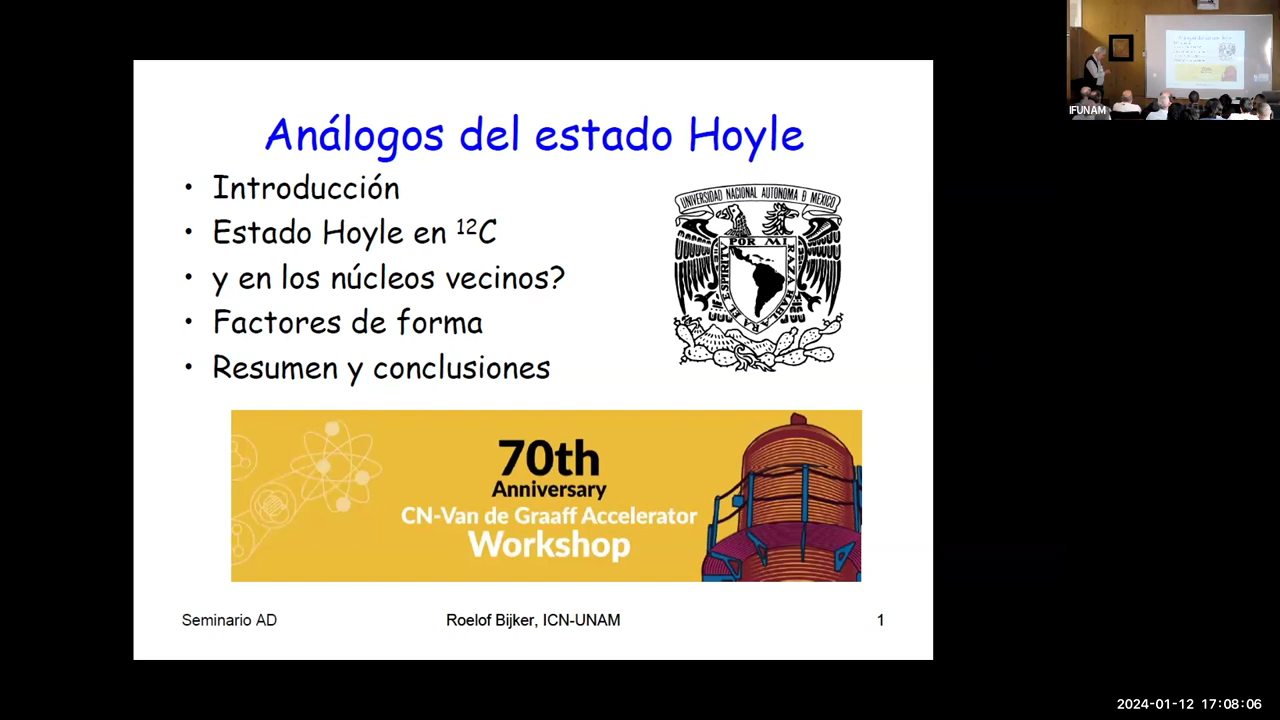 Análogos del estado Hoyle
• Introducción
• Estado Hoyle en ¹²C
• y en los núcleos vecinos?
• Factores de forma
• Resumen y conclusiones
UNIVERSIDAD NACIONAL AUTONOMA D MEXICO
POR MI RAZA HABLARA EL ESPIRITU
70th
Anniversary
CN-Van de Graaff Accelerator
Workshop
Seminario AD
Roelof Bijker, ICN-UNAM
1
IFUNAM
2024-01-12 17:08:06